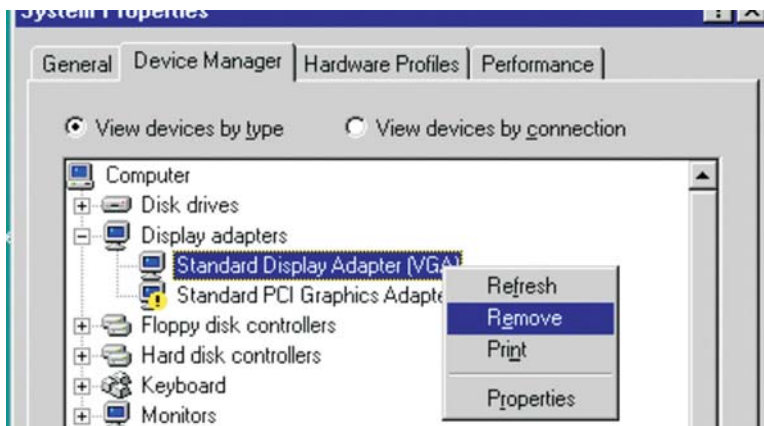 System Properties
General Device Manager Hardware Profiles Performance
View devices by type View devices by connection
Computer
Disk drives
Display adapters
Standard Display Adapter (VGA)
Standard PCI Graphics Adapte
Floppy disk controllers
Hard disk controllers
Keyboard
Monitors
Refresh
Remove
Print
Properties